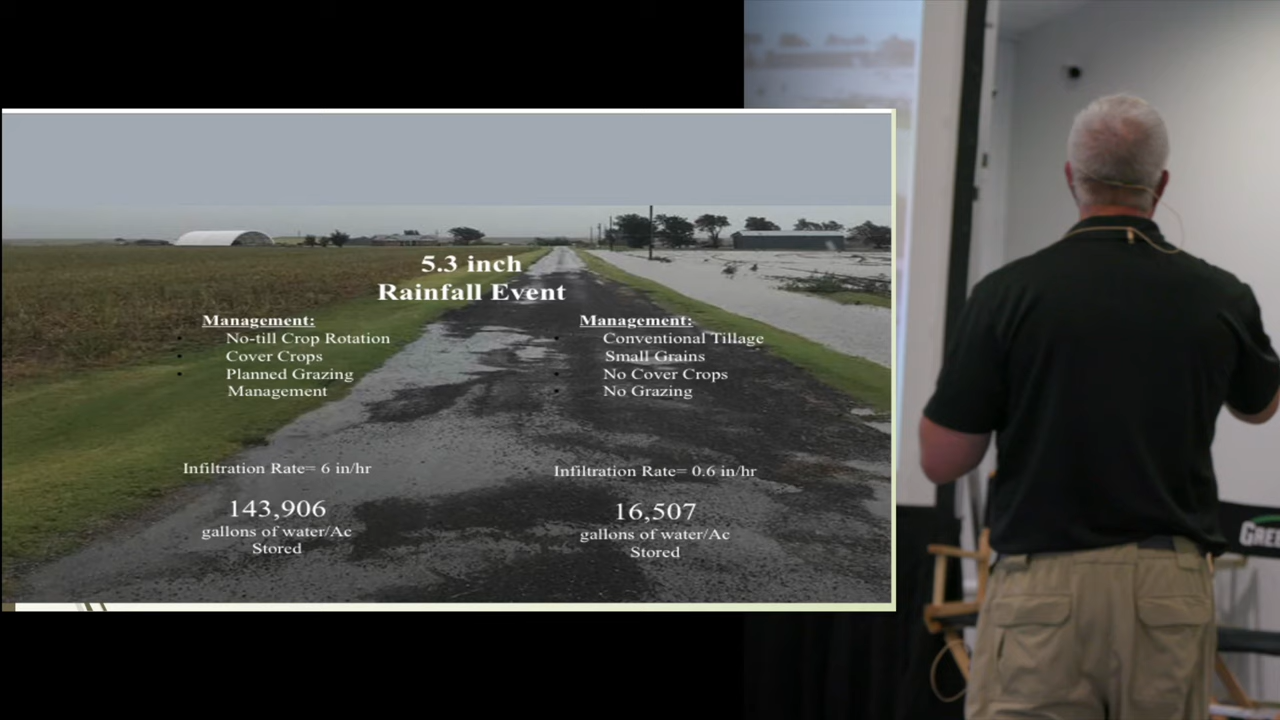 5.3 inch
Rainfall Event
Management:
No-till Crop Rotation
Cover Crops
Planned Grazing
Management
Infiltration Rate= 6 in/hr
143,906
gallons of water/Ac
Stored
Management:
Conventional Tillage
Small Grains
No Cover Crops
No Grazing
Infiltration Rate= 0.6 in/hr
16,507
gallons of water/Ac
Stored